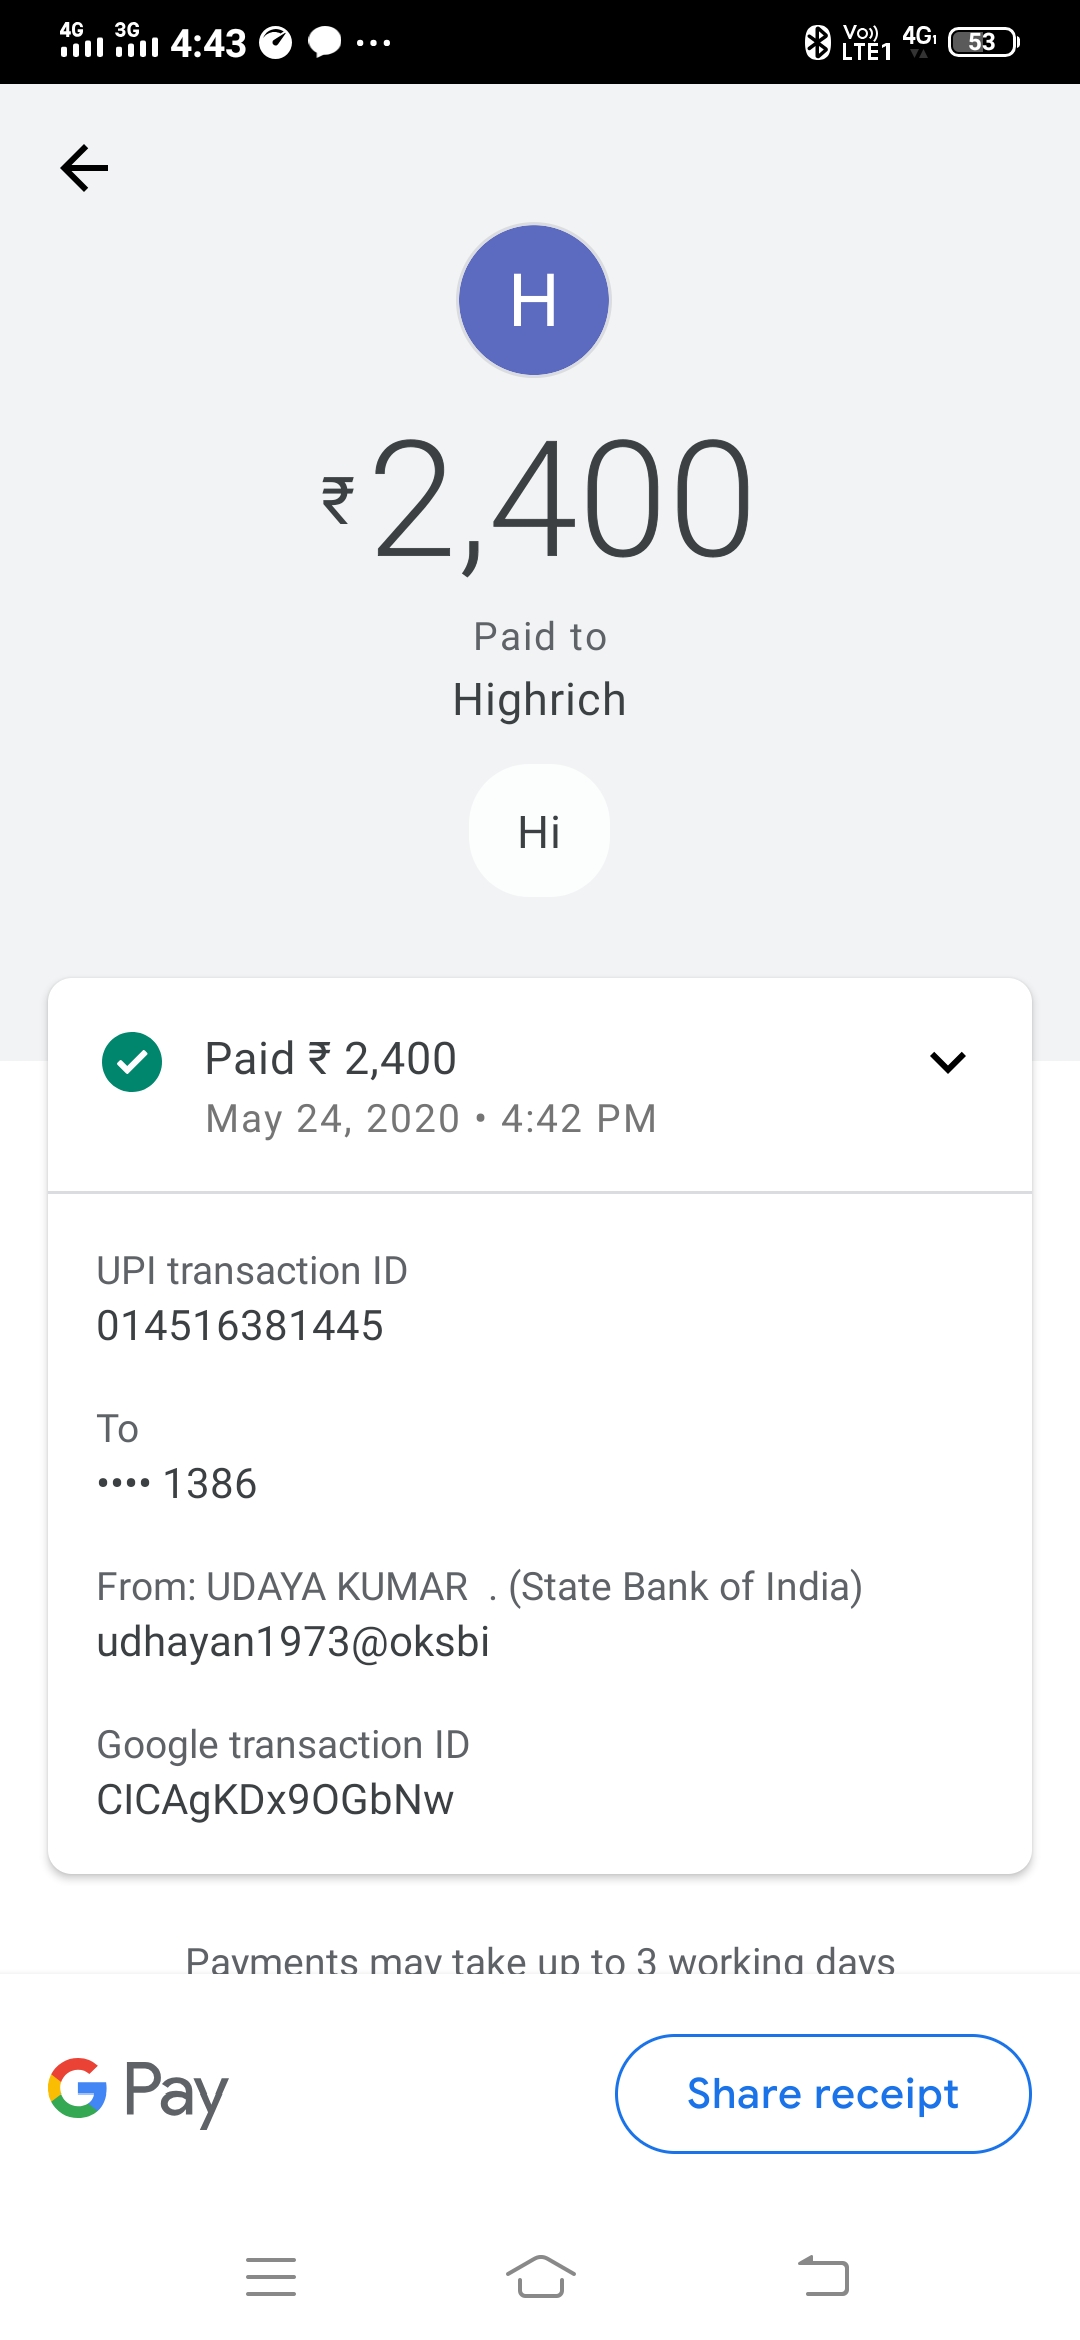 4G 3G 4:43 Vo)) LTE1 4G1 53
H
₹2,400
Paid to
Highrich
Hi
Paid ₹ 2,400
May 24, 2020 • 4:42 PM
UPI transaction ID
014516381445
To
•••• 1386
From: UDAYA KUMAR . (State Bank of India)
udhayan1973@oksbi
Google transaction ID
CICAgKDx9OGbNw
Payments may take up to 3 working days
G Pay
Share receipt